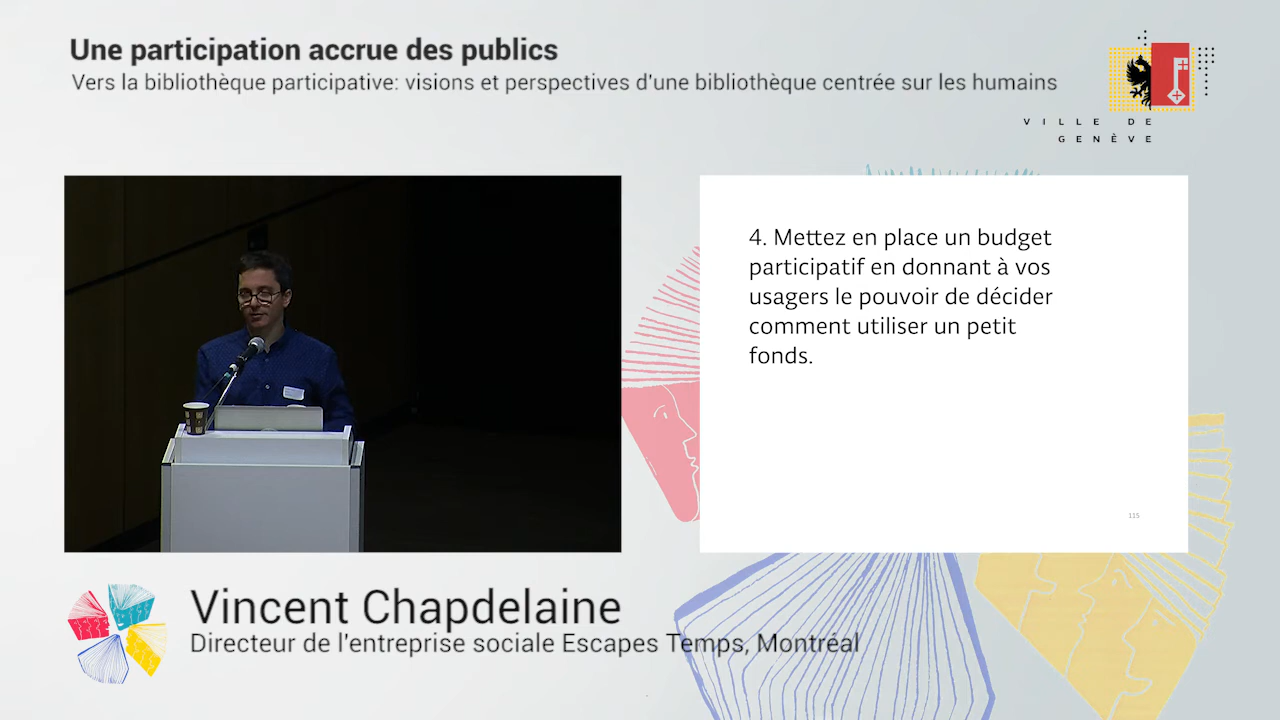 Une participation accrue des publics
Vers la bibliothèque participative: visions et perspectives d'une bibliothèque centrée sur les humains
VILLE DE
GENÈVE
4. Mettez en place un budget
participatif en donnant à vos
usagers le pouvoir de décider
comment utiliser un petit
fonds.
115
Vincent Chapdelaine
Directeur de l'entreprise sociale Escapes Temps, Montréal